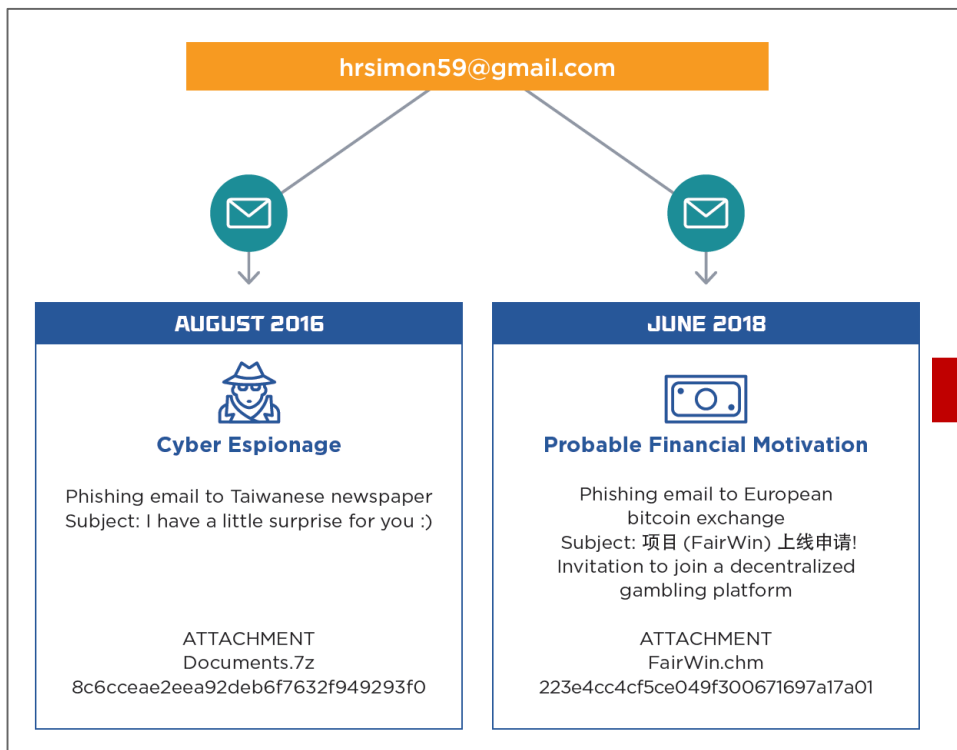 hrsimon59@gmail.com
AUGUST 2016
Cyber Espionage
Phishing email to Taiwanese newspaper
Subject: I have a little surprise for you :)
ATTACHMENT
Documents.7z
8c6cceae2eea92deb6f7632f949293f0
JUNE 2018
Probable Financial Motivation
Phishing email to European
bitcoin exchange
Subject: 项目 (FairWin) 上线申请!
Invitation to join a decentralized
gambling platform
ATTACHMENT
FairWin.chm
223e4cc4cf5ce049f300671697a17a01